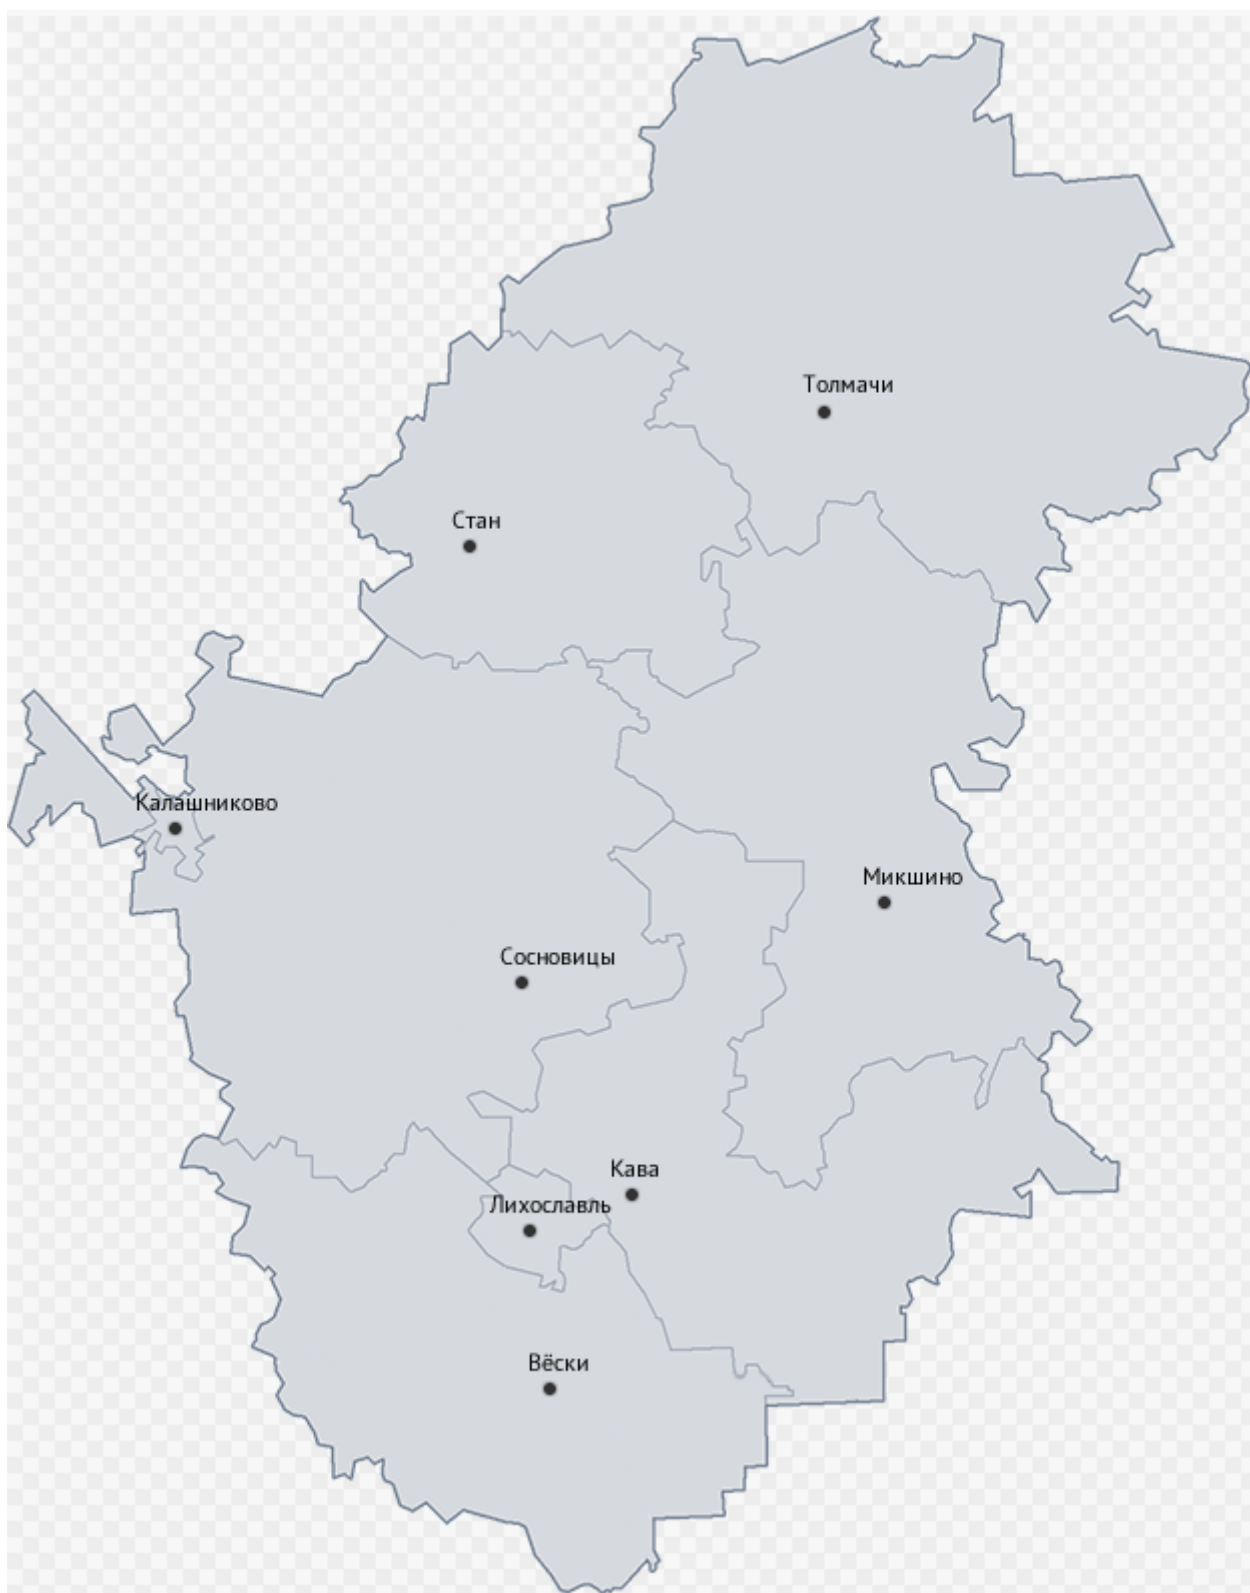 Толмачи
Стан
Калашниково
Микшино
Сосновицы
Кава
Лихославль
Вёски